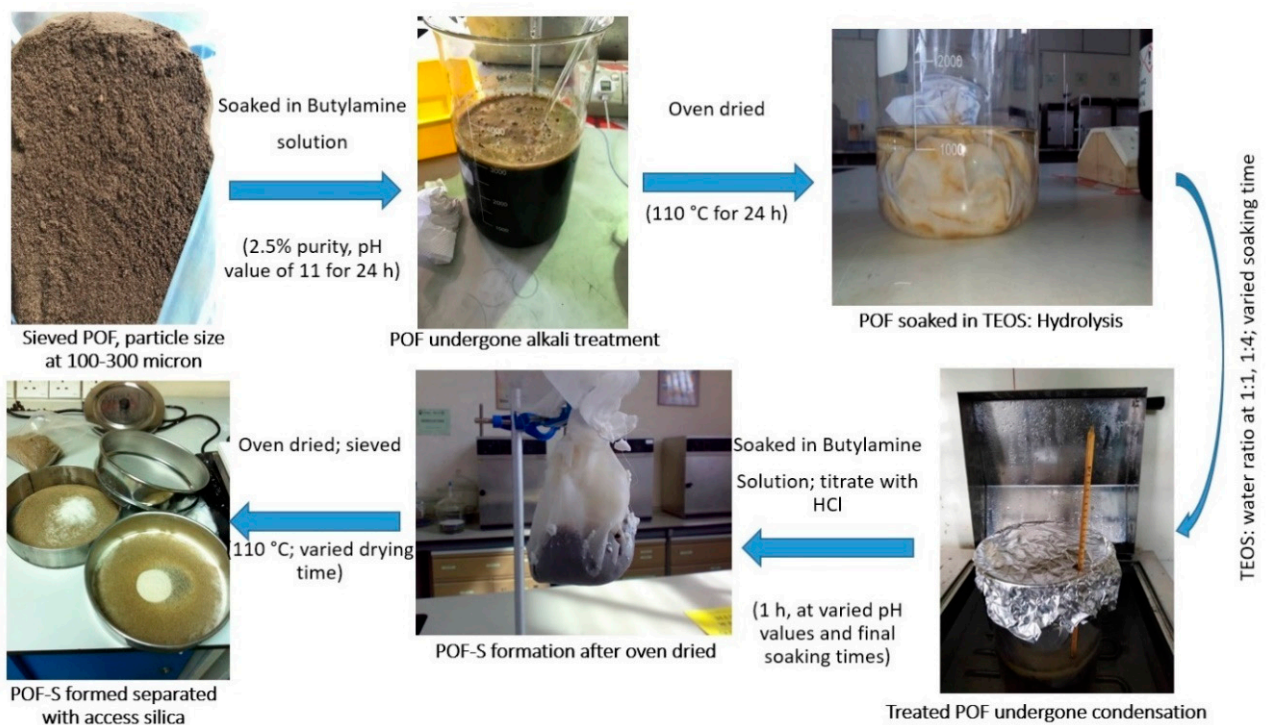 Soaked in Butylamine
solution
(2.5% purity, pH
value of 11 for 24 h)
Sieved POF, particle size
at 100-300 micron
POF undergone alkali treatment
Oven dried
(110 °C for 24 h)
2000
1000
POF soaked in TEOS: Hydrolysis
TEOS: water ratio at 1:1, 1:4; varied soaking time
Treated POF undergone condensation
Soaked in Butylamine
Solution; titrate with
HCl
(1 h, at varied pH
values and final
soaking times)
POF-S formation after oven dried
Oven dried; sieved
(110 °C; varied drying
time)
POF-S formed separated
with access silica